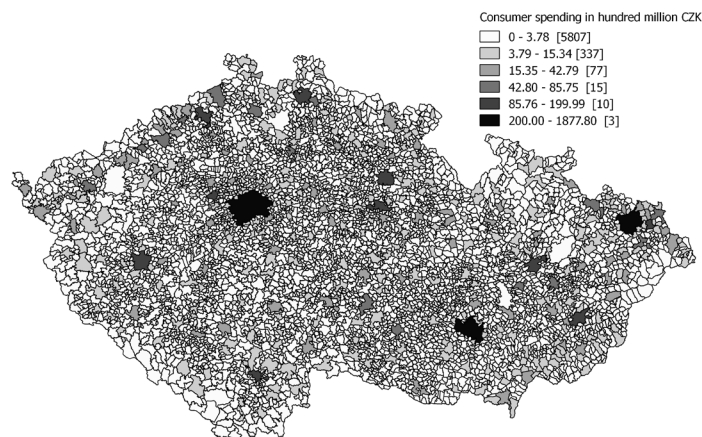 Consumer spending in hundred million CZK
0 - 3.78 [5807]
3.79 - 15.34 [337]
15.35 - 42.79 [77]
42.80 - 85.75 [15]
85.76 - 199.99 [10]
200.00 - 1877.80 [3]